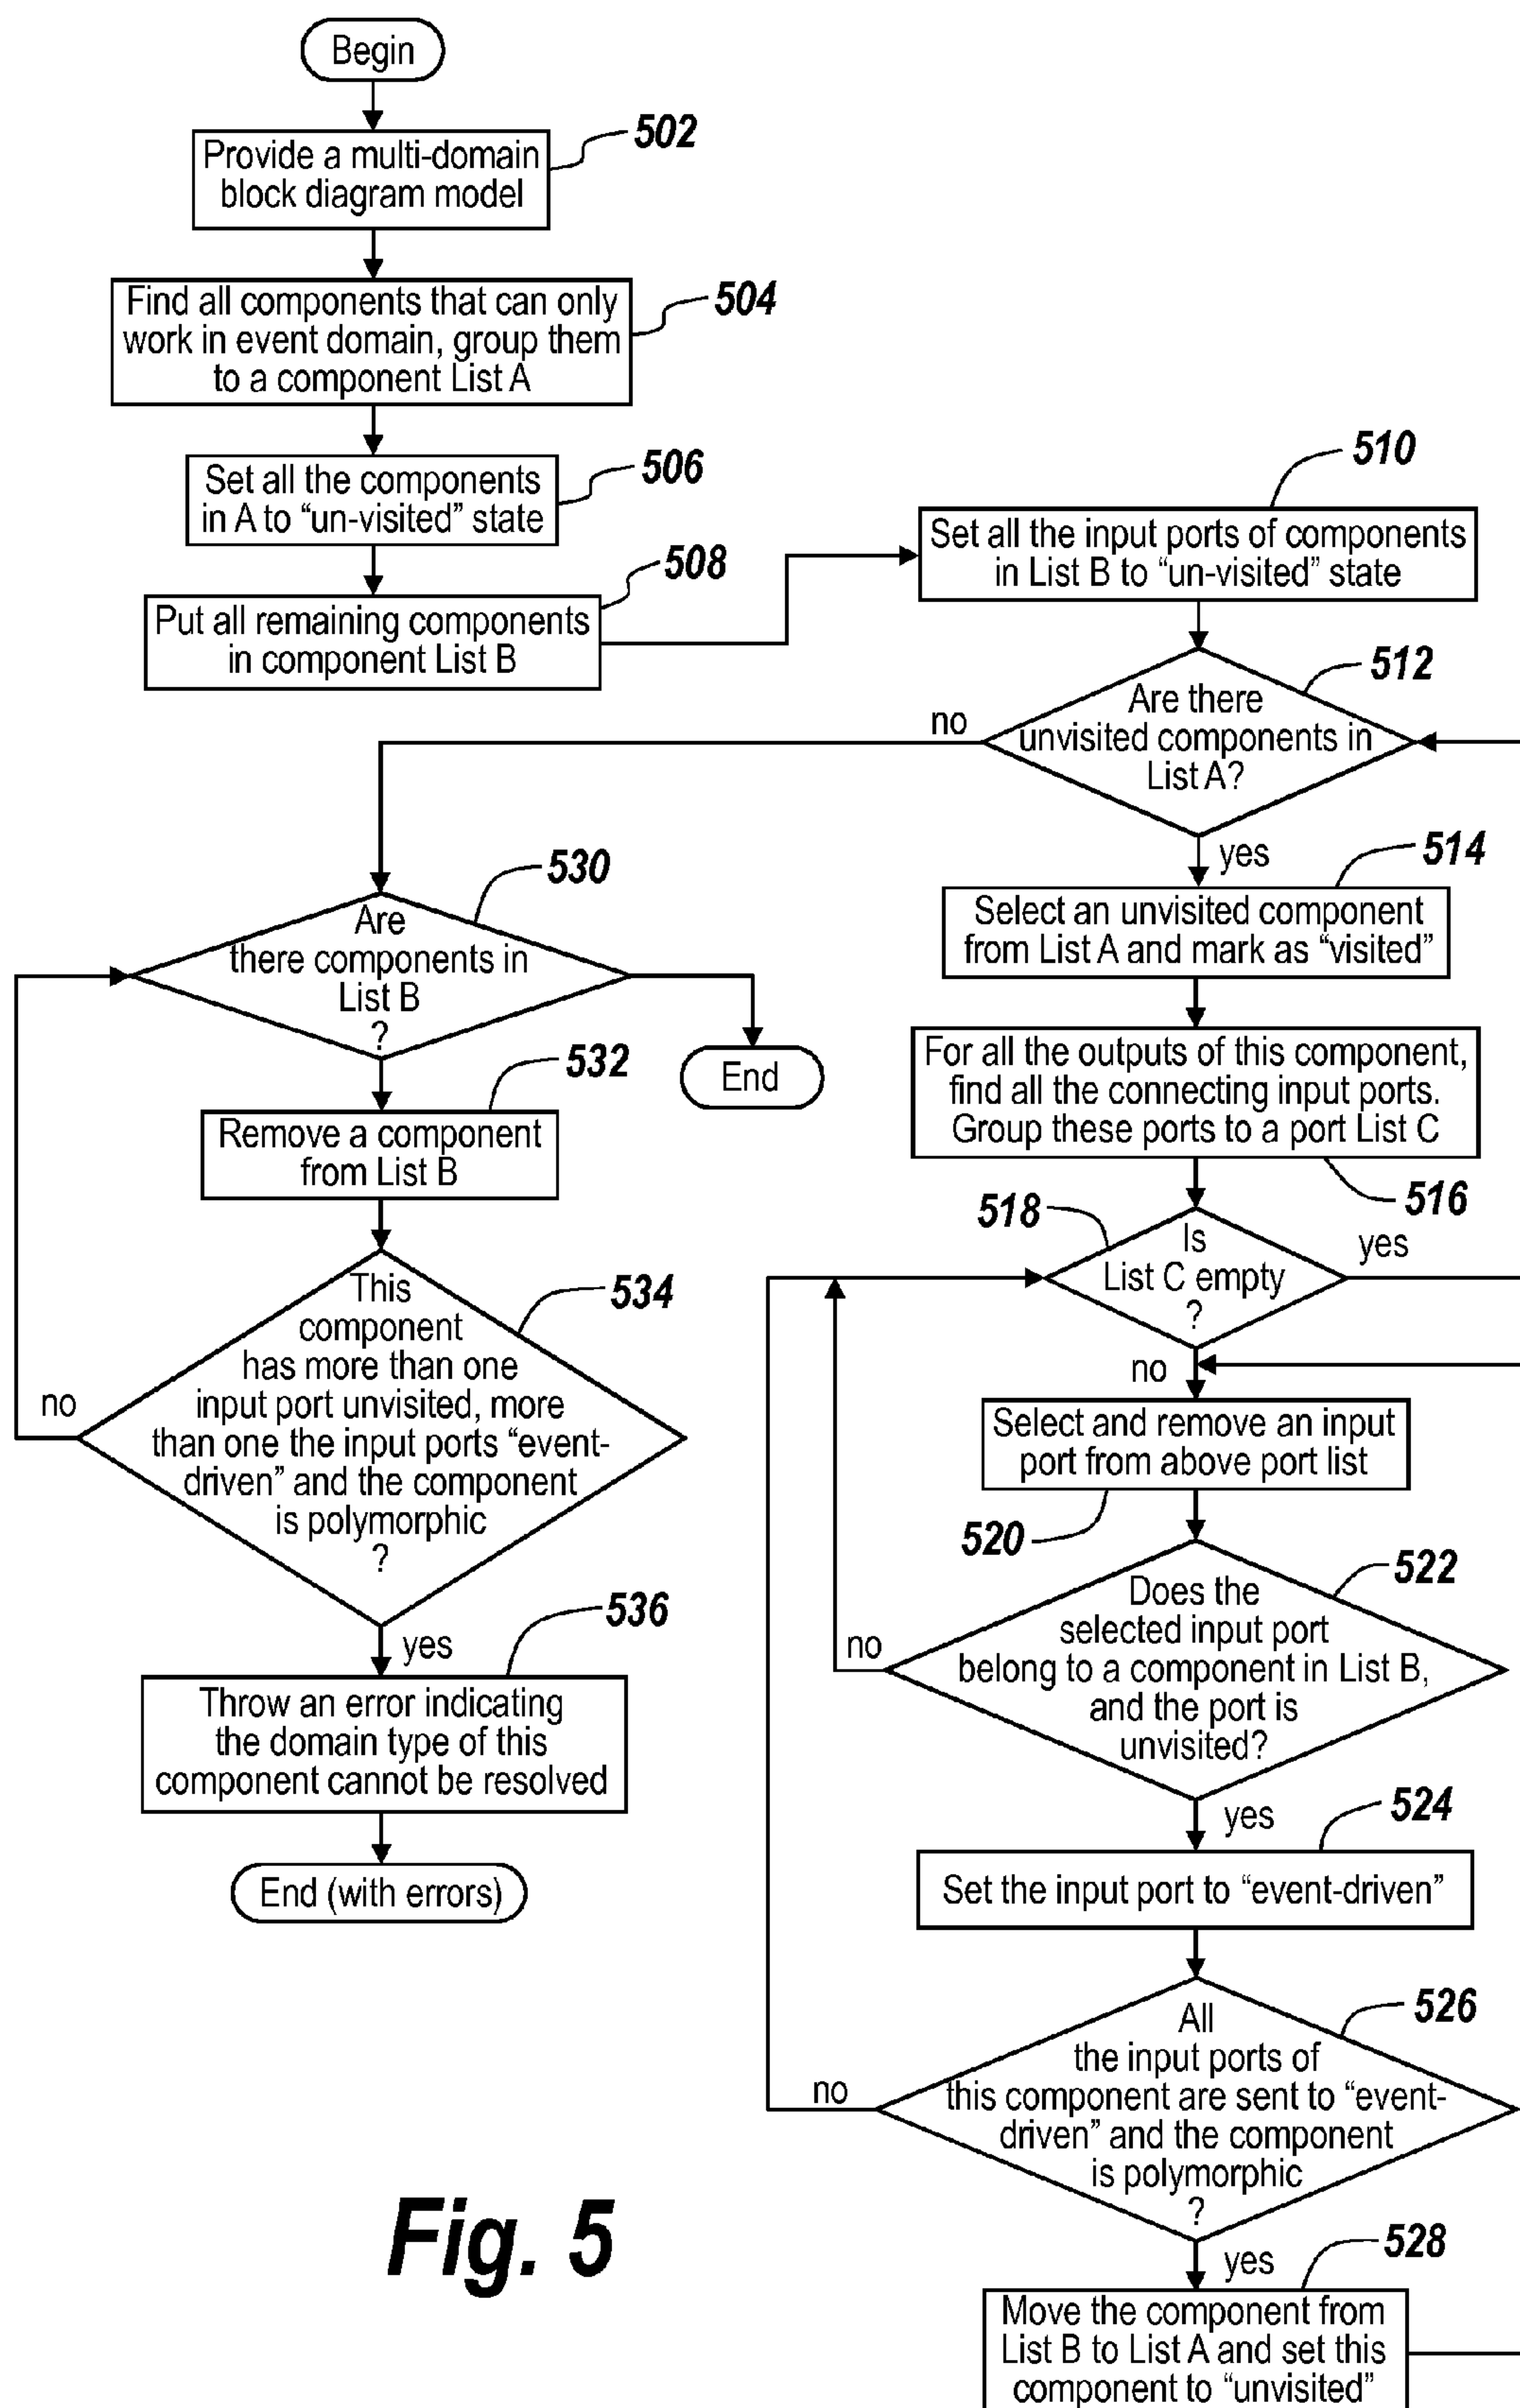 Begin
502
Provide a multi-domain
block diagram model
504
Find all components that can only
work in event domain, group them
to a component List A
506
Set all the components
in A to “un-visited” state
508
Put all remaining components
in component List B
510
Set all the input ports of components
in List B to “un-visited” state
512
Are there
unvisited components in
List A?
no
yes
514
Select an unvisited component
from List A and mark as “visited”
For all the outputs of this component,
find all the connecting input ports.
Group these ports to a port List C
516
518
Is
List C empty
?
yes
no
Select and remove an input
port from above port list
520
522
Does the
selected input port
belong to a component in List B,
and the port is
unvisited?
no
yes
524
Set the input port to “event-driven”
526
All
the input ports of
this component are sent to “event-
driven” and the component
is polymorphic
?
no
yes
528
Move the component from
List B to List A and set this
component to “unvisited”
530
Are
there components in
List B
?
End
532
Remove a component
from List B
534
This
component
has more than one
input port unvisited, more
than one the input ports “event-
driven” and the component
is polymorphic
?
no
yes
536
Throw an error indicating
the domain type of this
component cannot be resolved
End (with errors)
Fig. 5